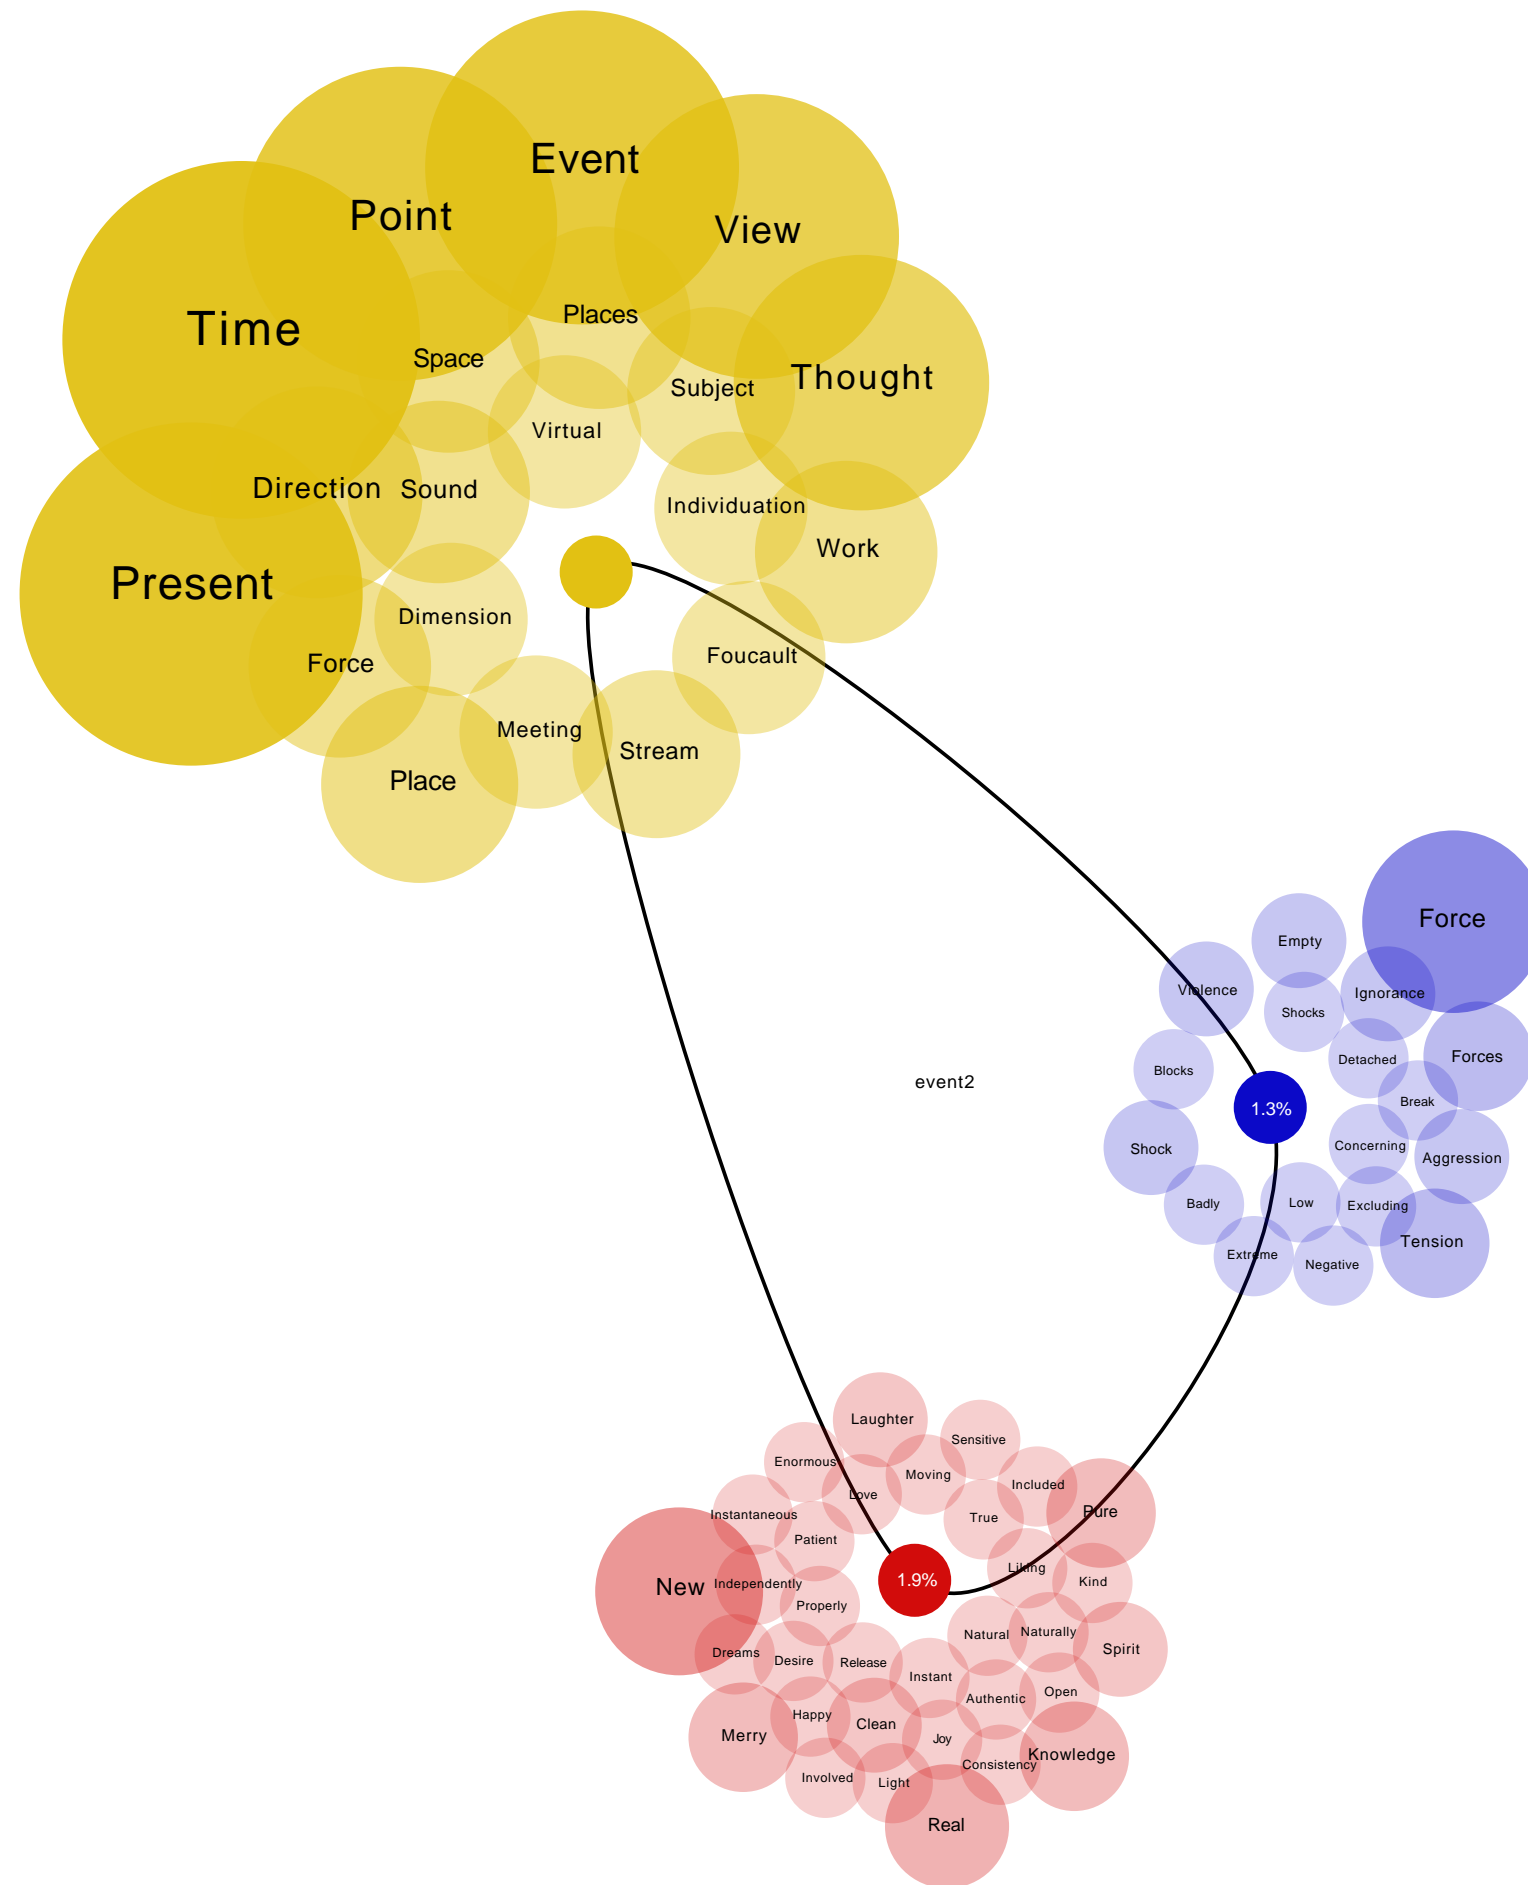 Event
Point
View
Places
Time
Space
Thought
Subject
Virtual
Direction
Sound
Individuation
Work
Present
Dimension
Force
Foucault
Meeting
Stream
Place
Force
Empty
Violence
Ignorance
Shocks
Detached
Forces
Blocks
Break
event2
1.3%
Concerning
Shock
Aggression
Badly
Low
Excluding
Tension
Extreme
Negative
Laughter
Sensitive
Enormous
Moving
Included
Love
Instantaneous
True
Pure
Patient
Liking
New
Independently
1.9%
Kind
Properly
Natural
Naturally
Spirit
Dreams
Desire
Release
Instant
Authentic
Open
Happy
Clean
Merry
Joy
Knowledge
Consistency
Involved
Light
Real